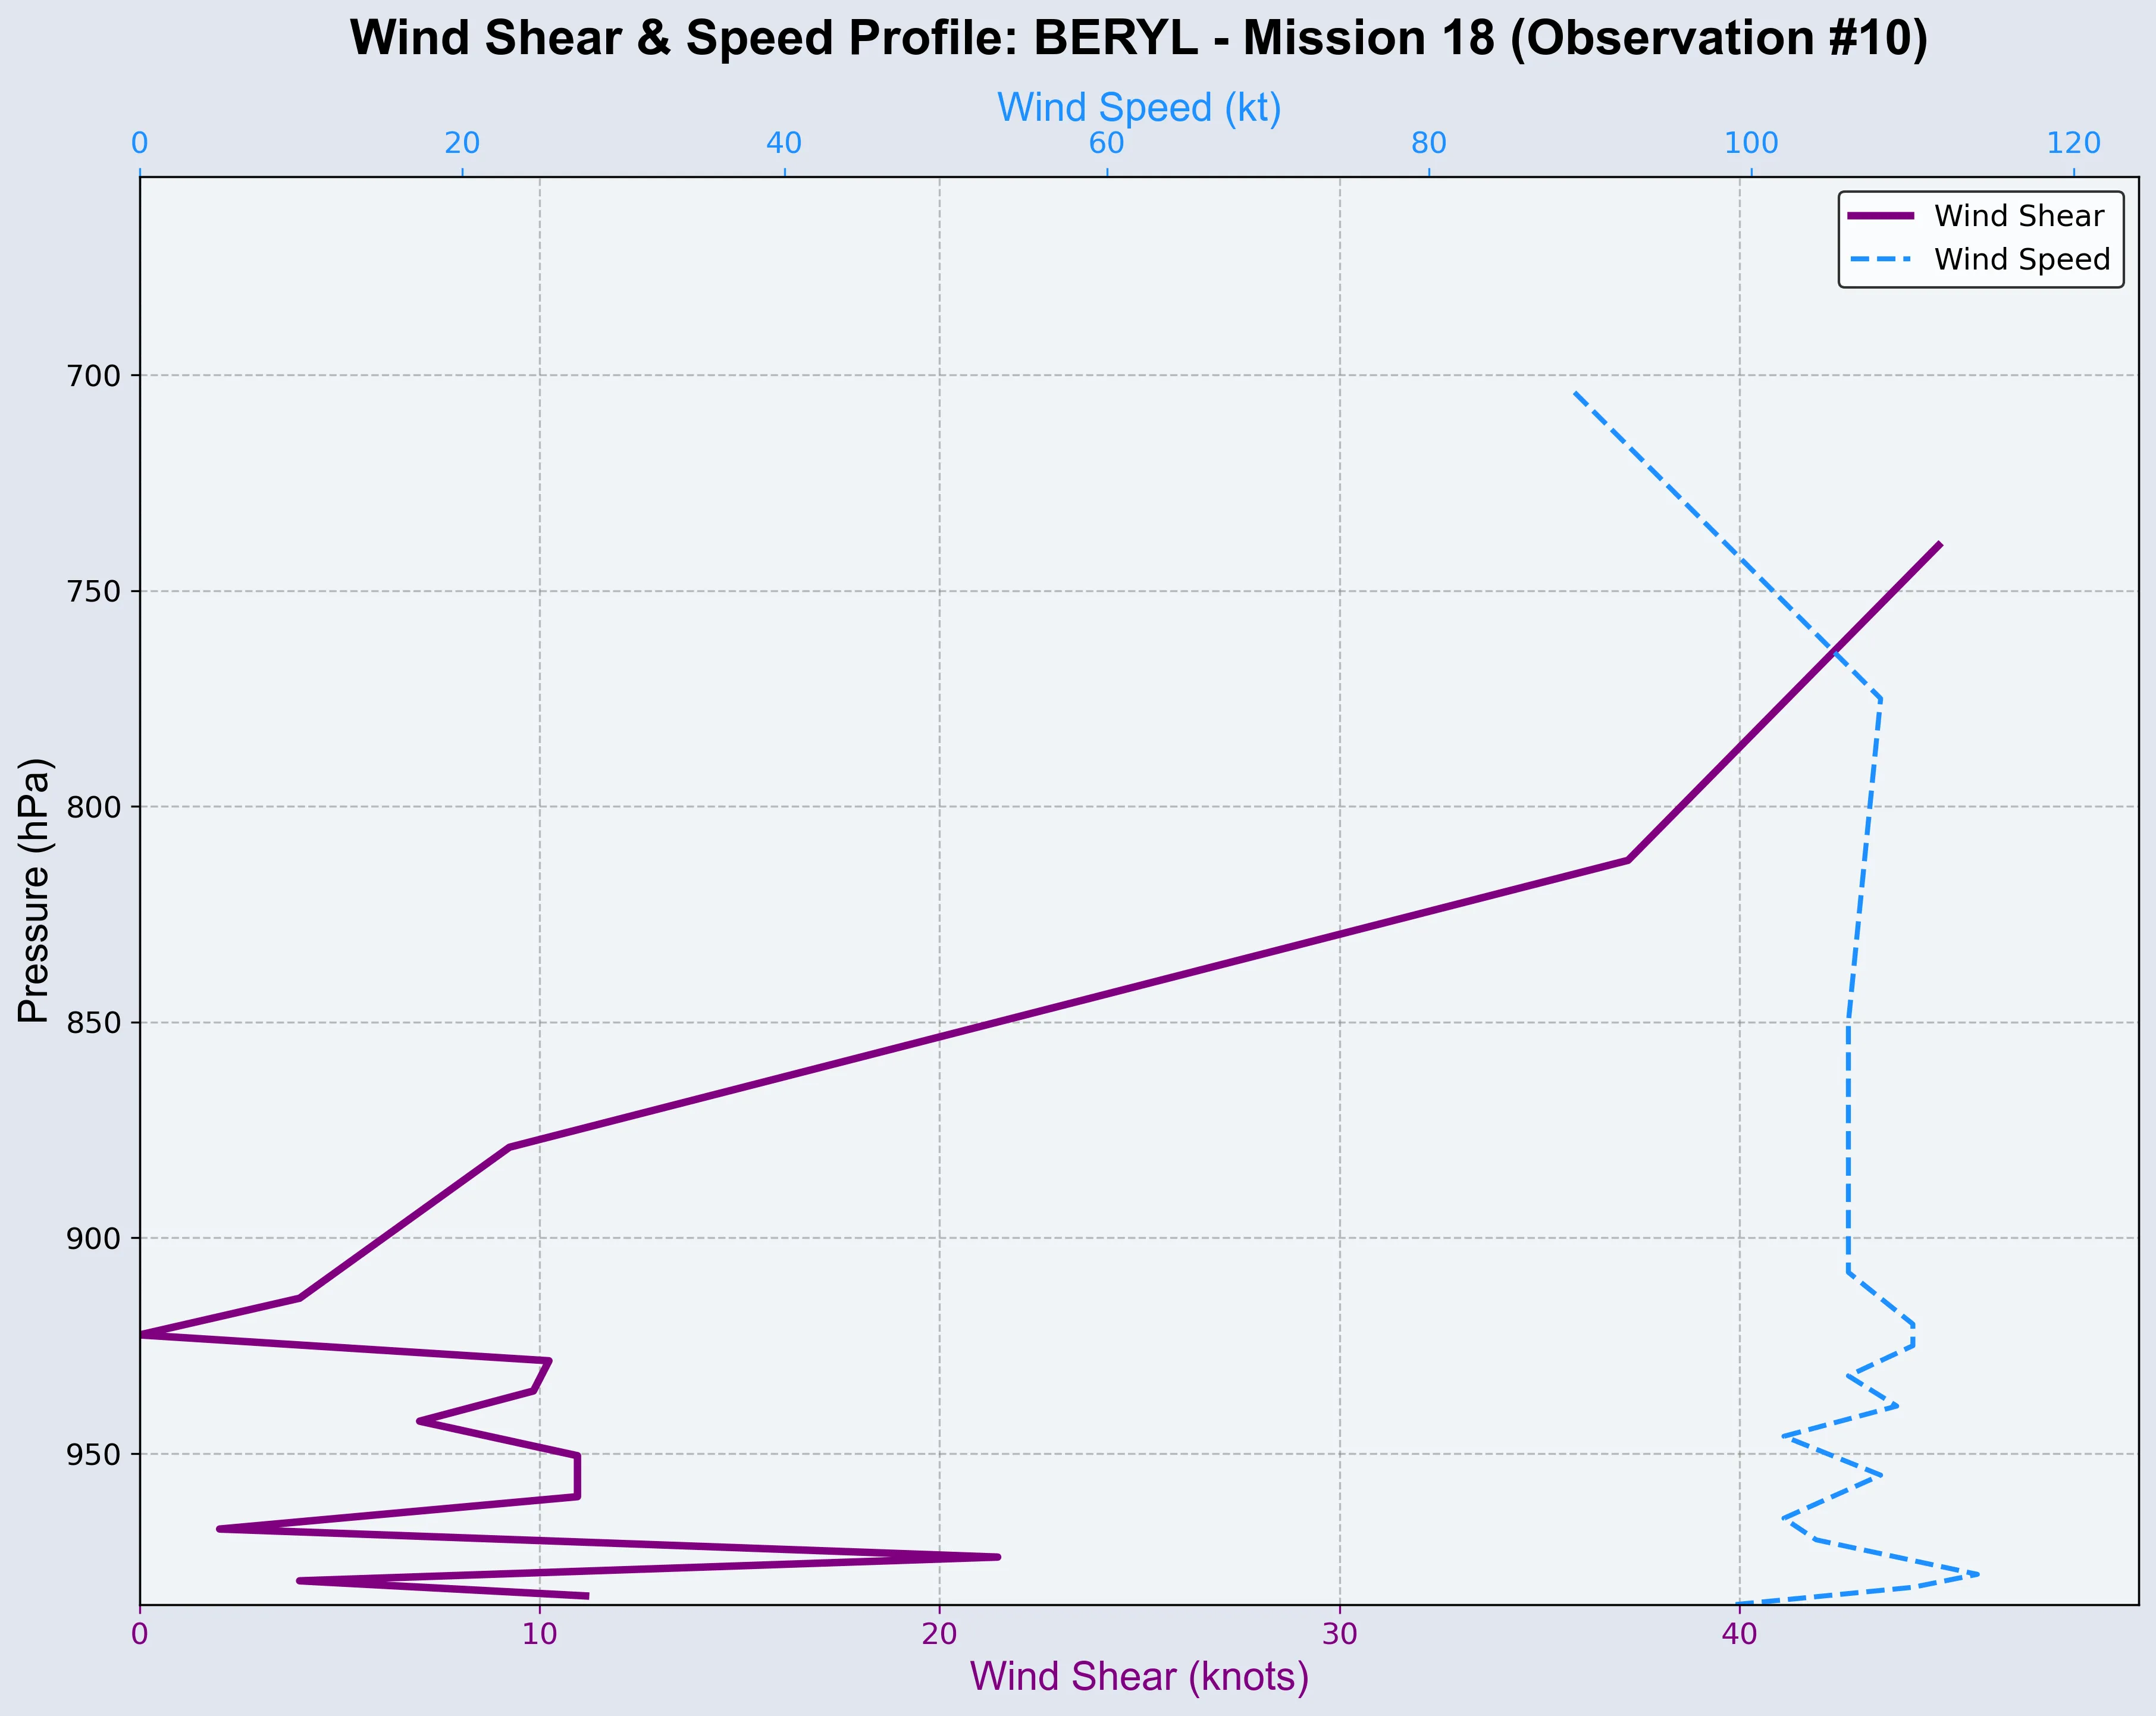 Wind Shear & Speed Profile: BERYL - Mission 18 (Observation #10)
Wind Speed (kt)
0 20 40 60 80 100 120
Wind Shear
Wind Speed
700
750
800
850
900
950
Pressure (hPa)
0 10 20 30 40
Wind Shear (knots)